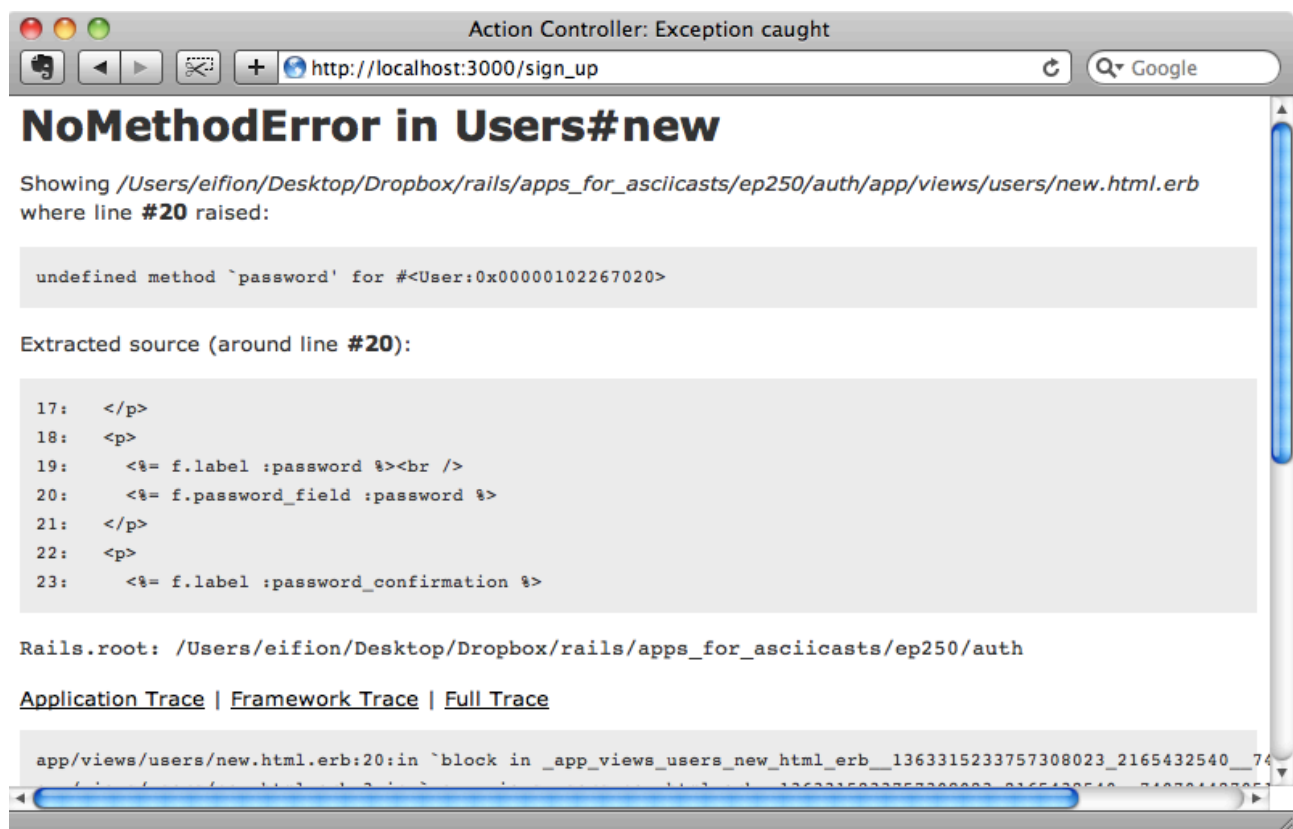 Action Controller: Exception caught
http://localhost:3000/sign_up
Google
NoMethodError in Users#new
Showing /Users/eifion/Desktop/Dropbox/rails/apps_for_asciicasts/ep250/auth/app/views/users/new.html.erb
where line #20 raised:
undefined method `password' for #<User:0x00000102267020>
Extracted source (around line #20):
17:   </p>
18:   <p>
19:     <%= f.label :password %><br />
20:     <%= f.password_field :password %>
21:   </p>
22:   <p>
23:     <%= f.label :password_confirmation %>
Rails.root: /Users/eifion/Desktop/Dropbox/rails/apps_for_asciicasts/ep250/auth
Application Trace | Framework Trace | Full Trace
app/views/users/new.html.erb:20:in `block in _app_views_users_new_html_erb__1363315233757308023_2165432540__74